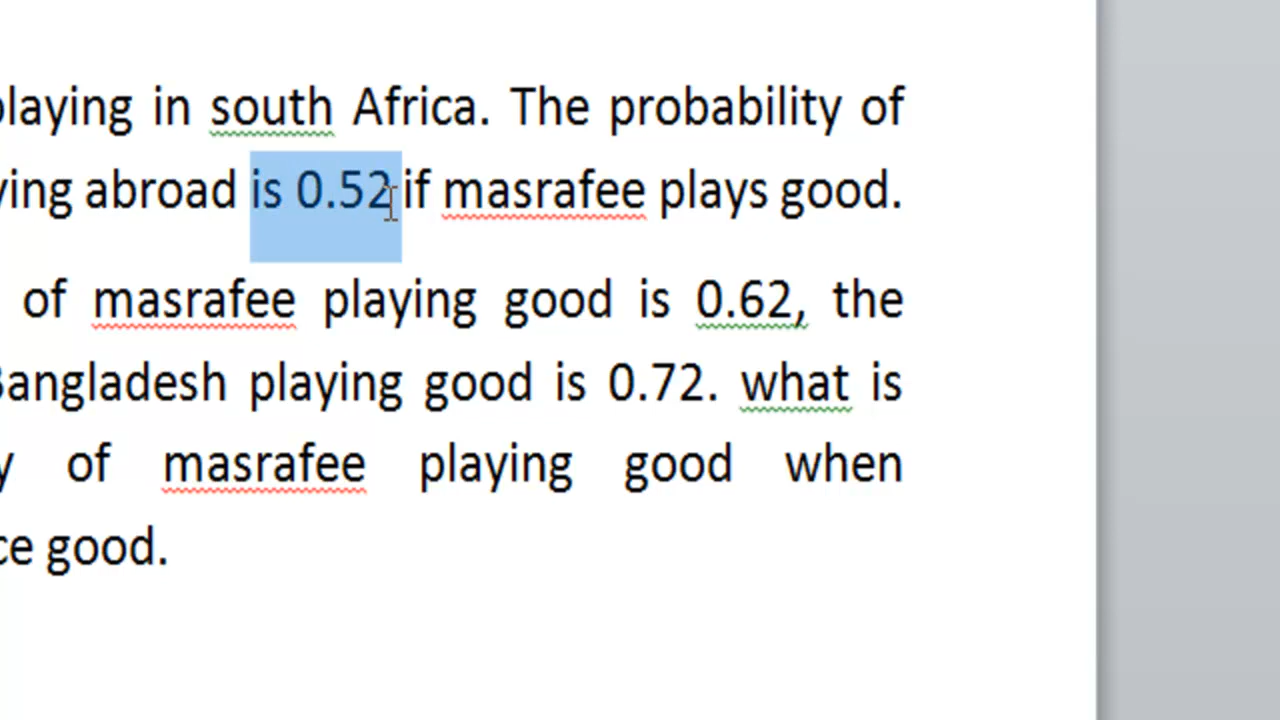 playing in south Africa. The probability of
ying abroad is 0.52 if masrafee plays good.
of masrafee playing good is 0.62, the
Bangladesh playing good is 0.72. what is
y of masrafee playing good when
ce good.